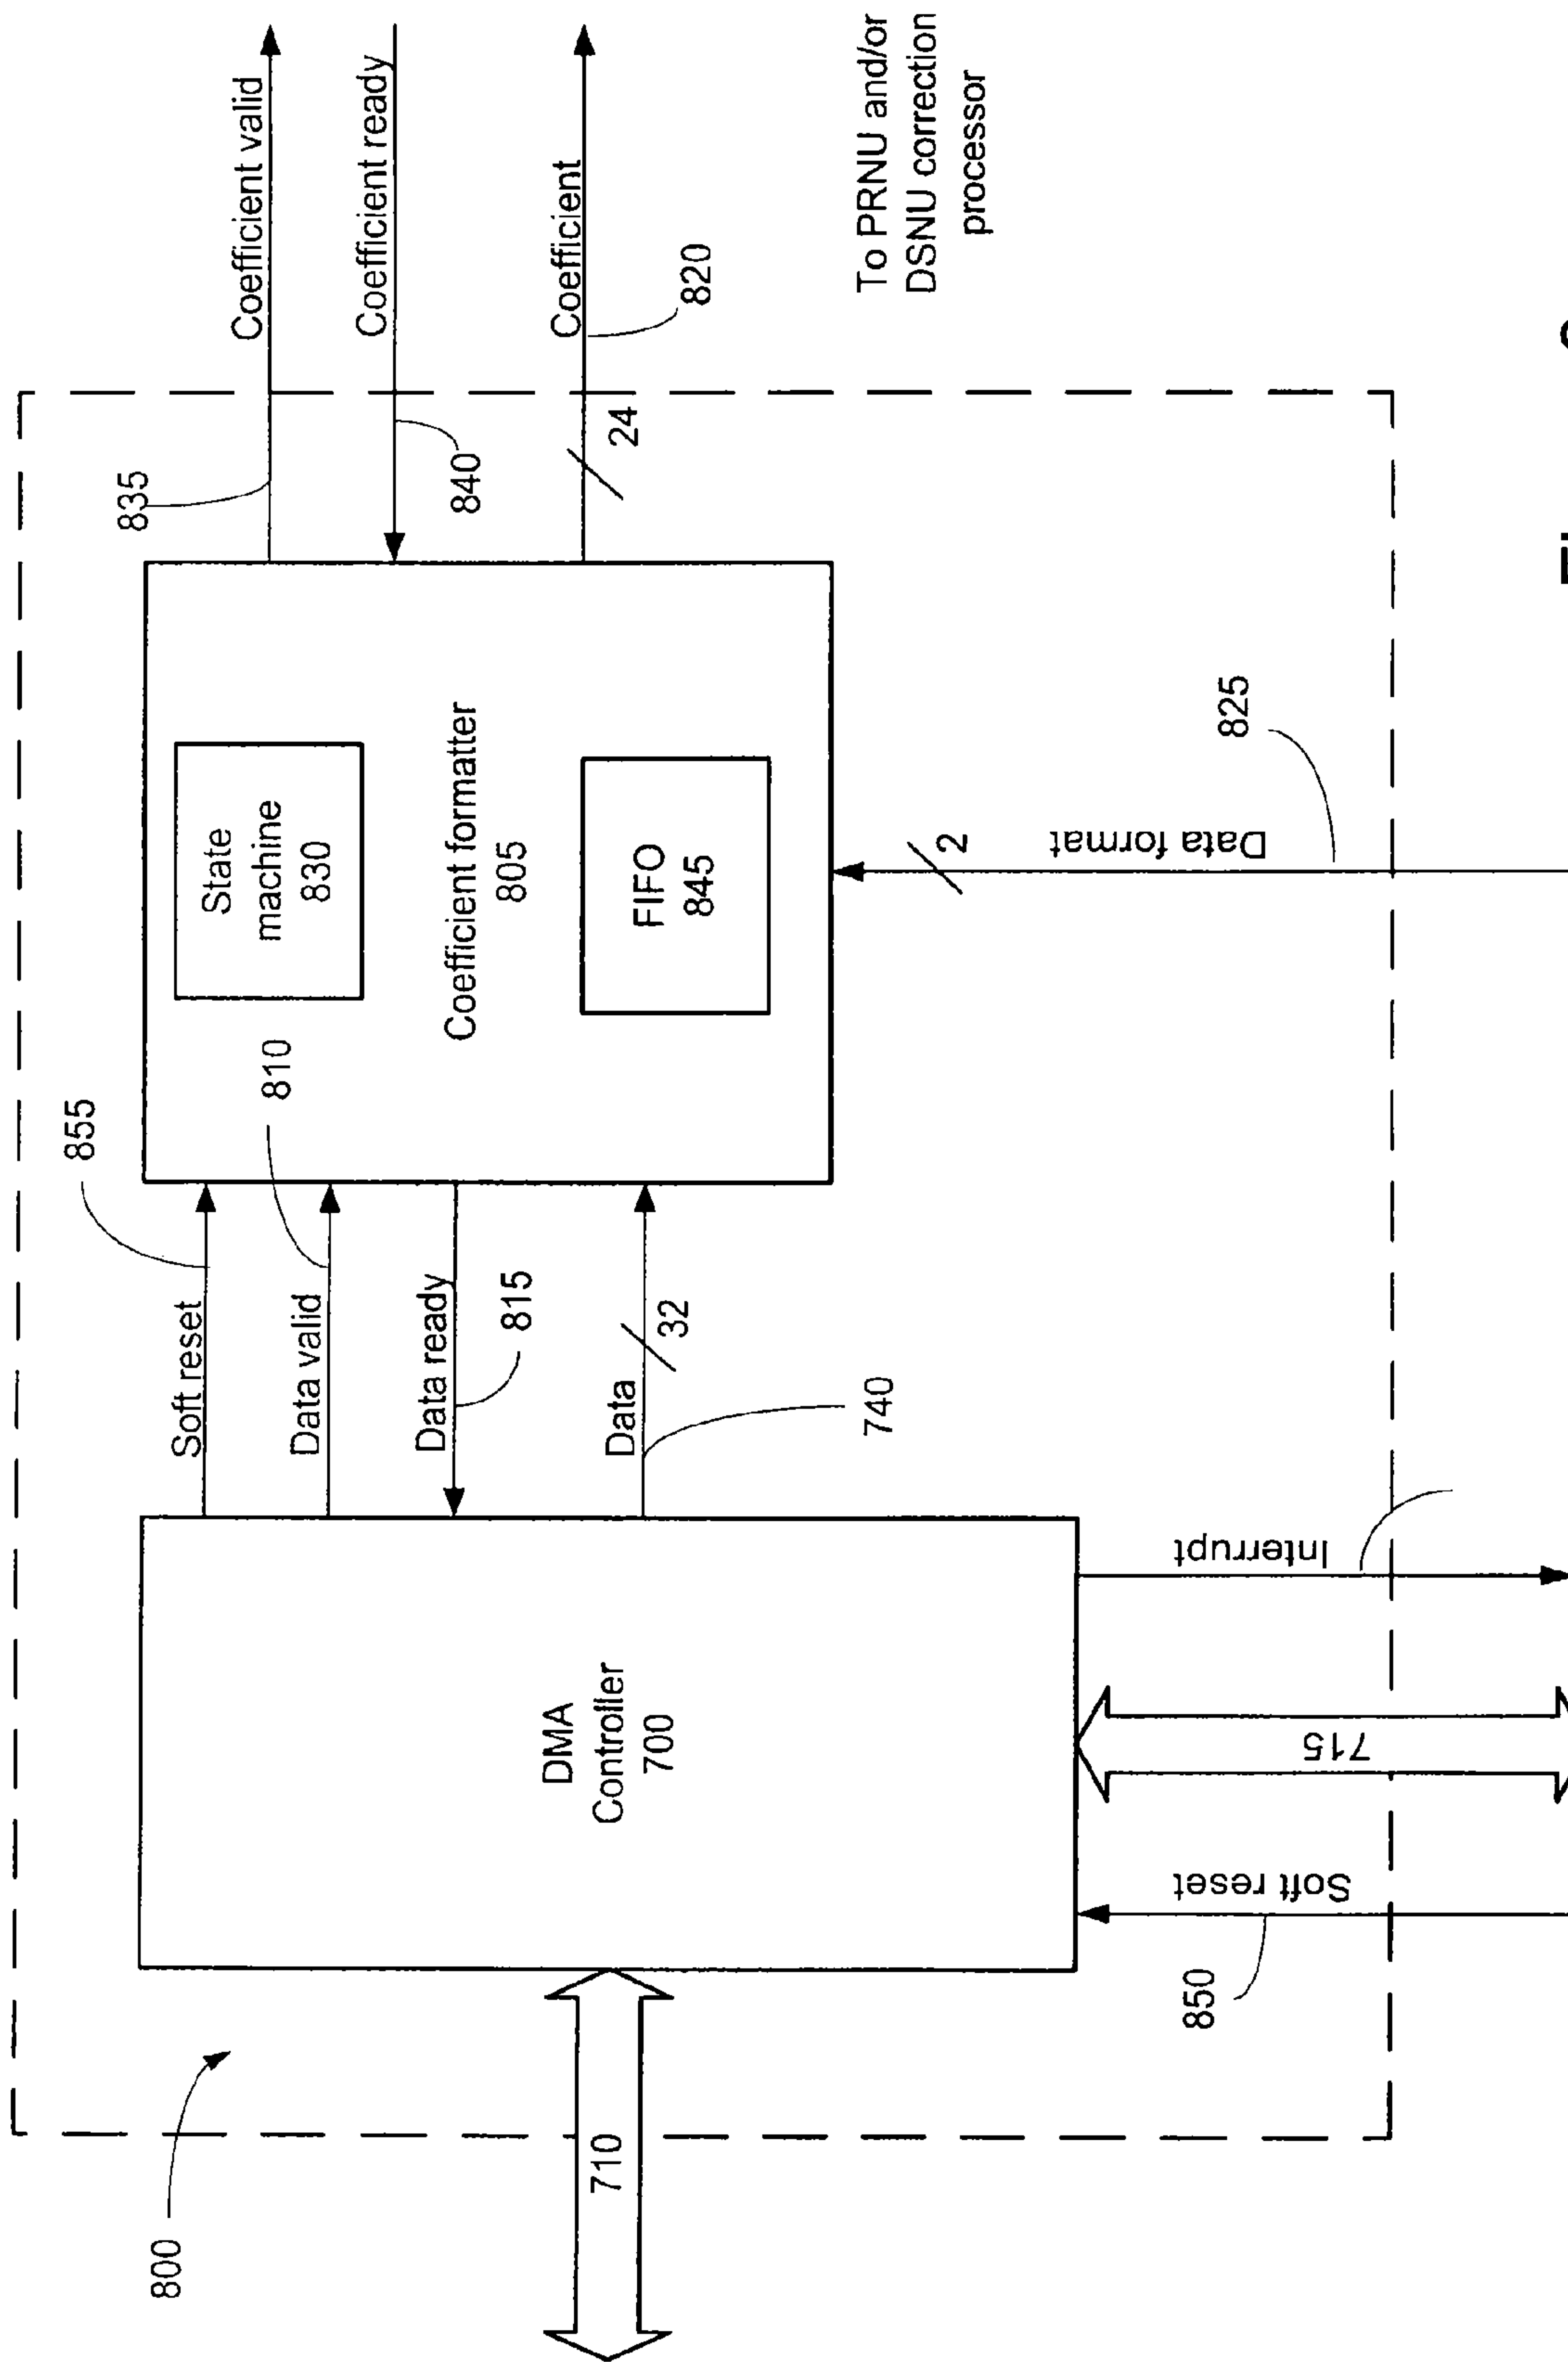 800
710
DMA
Controller
700
Soft reset
850
715
Interrupt
Soft reset
855
Data valid
810
Data ready
815
Data
32
740
State
machine
830
Coefficient formatter
805
FIFO
845
2
Data format
825
835
Coefficient valid
840
Coefficient ready
24
Coefficient
820
To PRNU and/or
DSNU correction
processor